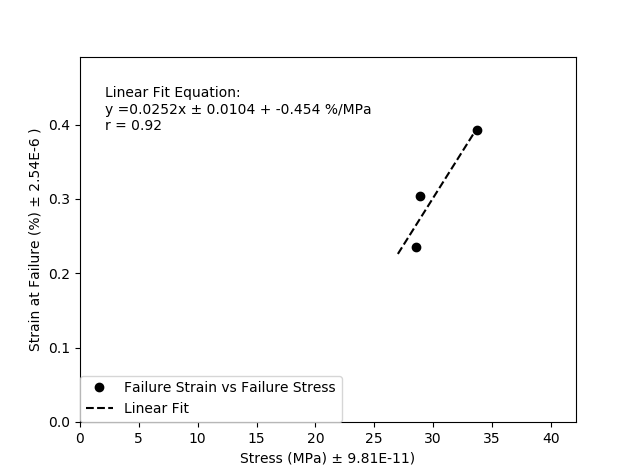 Linear Fit Equation:
y =0.0252x ± 0.0104 + -0.454 %/MPa
r = 0.92
Strain at Failure (%) ± 2.54E-6 )
0.4
0.3
0.2
0.1
0.0
Failure Strain vs Failure Stress
Linear Fit
0 5 10 15 20 25 30 35 40
Stress (MPa) ± 9.81E-11)